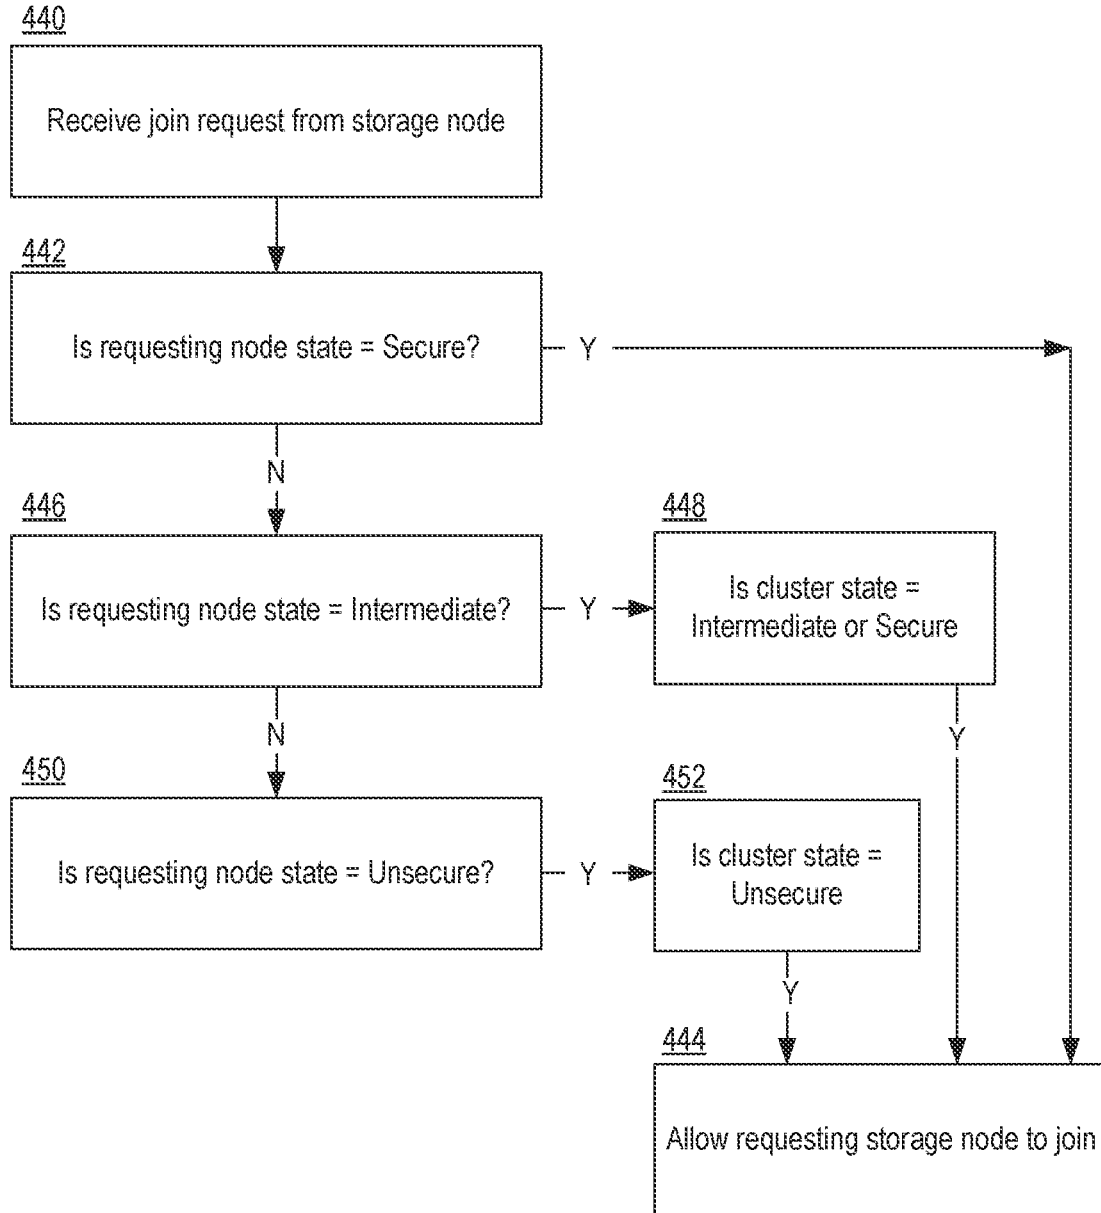 440
Receive join request from storage node
442
Is requesting node state = Secure?
Y
N
446
Is requesting node state = Intermediate?
Y
448
Is cluster state =
Intermediate or Secure
N
Y
450
Is requesting node state = Unsecure?
Y
452
Is cluster state =
Unsecure
Y
444
Allow requesting storage node to join